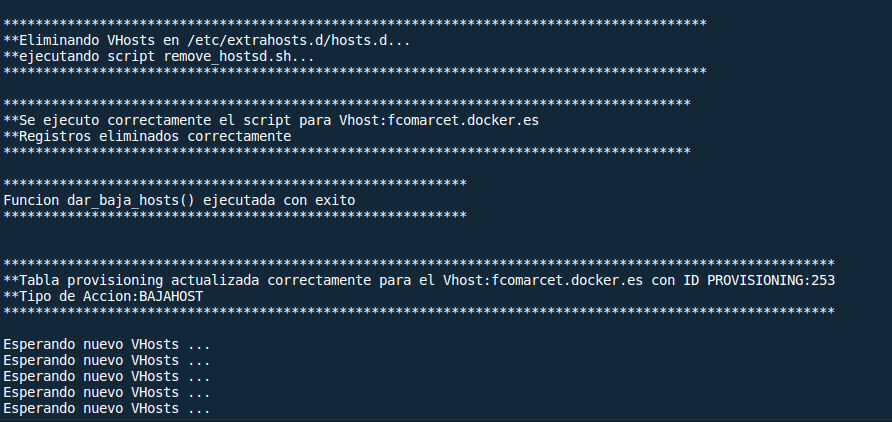 ****************************************************************************************
**Eliminando VHosts en /etc/extrahosts.d/hosts.d...
**ejecutando script remove_hostsd.sh...
****************************************************************************************
**************************************************************************************
**Se ejecuto correctamente el script para Vhost:fcomarcet.docker.es
**Registros eliminados correctamente
**************************************************************************************
**********************************************************
Funcion dar_baja_hosts() ejecutada con exito
**********************************************************
********************************************************************************************************
**Tabla provisioning actualizada correctamente para el Vhost:fcomarcet.docker.es con ID PROVISIONING:253
**Tipo de Accion:BAJAHOST
********************************************************************************************************
Esperando nuevo VHosts ...
Esperando nuevo VHosts ...
Esperando nuevo VHosts ...
Esperando nuevo VHosts ...
Esperando nuevo VHosts ...